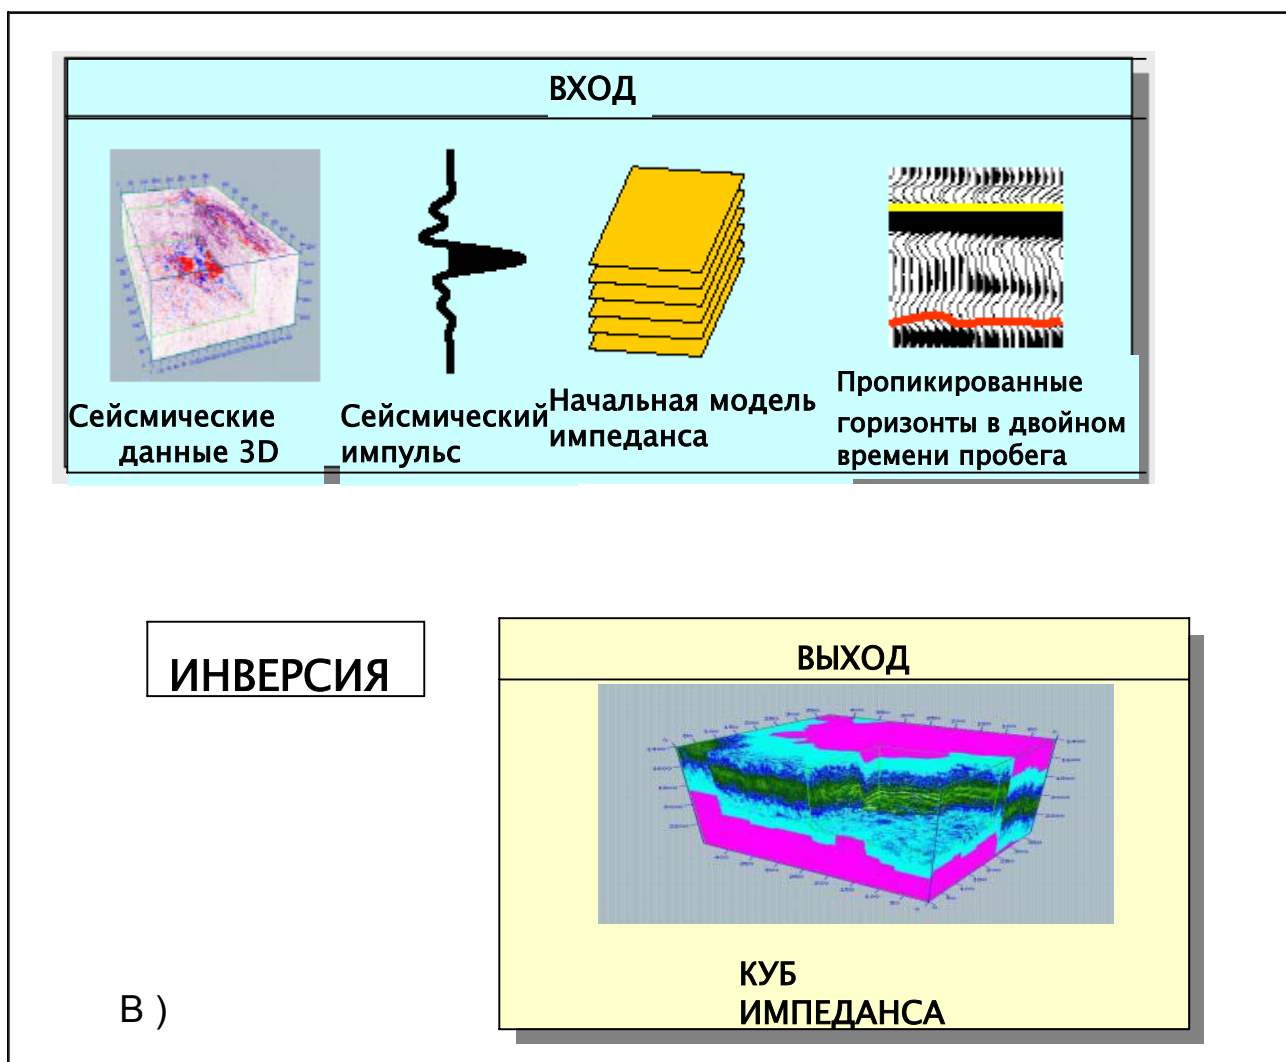 ВХОД
Сейсмические
данные 3D
Сейсмический
импульс
Начальная модель
импеданса
Пропикированные
горизонты в двойном
времени пробега
ИНВЕРСИЯ
ВЫХОД
КУБ
ИМПЕДАНСА
В )